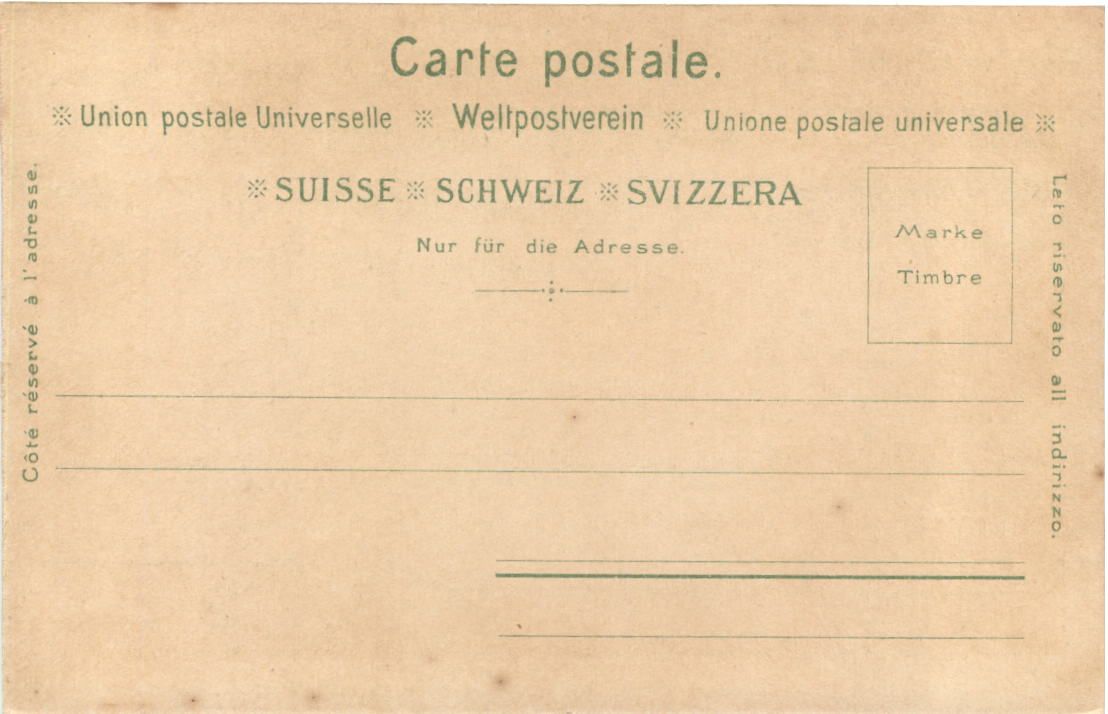 Carte postale.
※ Union postale Universelle ※ Weltpostverein ※ Unione postale universale ※
※ SUISSE ※ SCHWEIZ ※ SVIZZERA
Nur für die Adresse.
Marke
Timbre
Côté réservé à l'adresse.
Lato riservato all indirizzo.